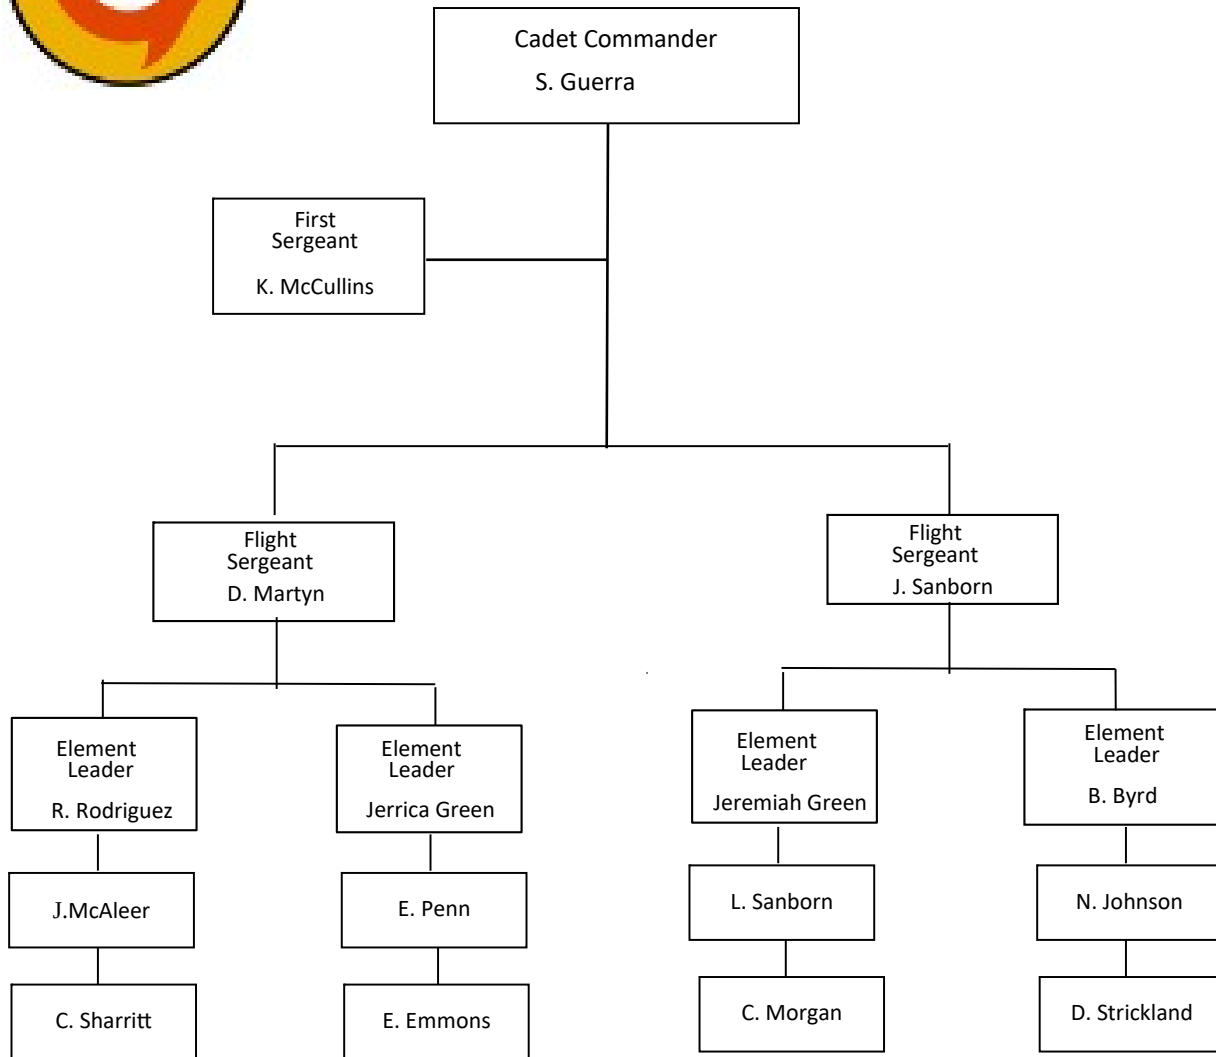 Cadet Commander
S. Guerra
First
Sergeant
K. McCullins
Flight
Sergeant
D. Martyn
Flight
Sergeant
J. Sanborn
Element
Leader
R. Rodriguez
Element
Leader
Jerrica Green
Element
Leader
Jeremiah Green
Element
Leader
B. Byrd
J.McAleer
E. Penn
L. Sanborn
N. Johnson
C. Sharritt
E. Emmons
C. Morgan
D. Strickland